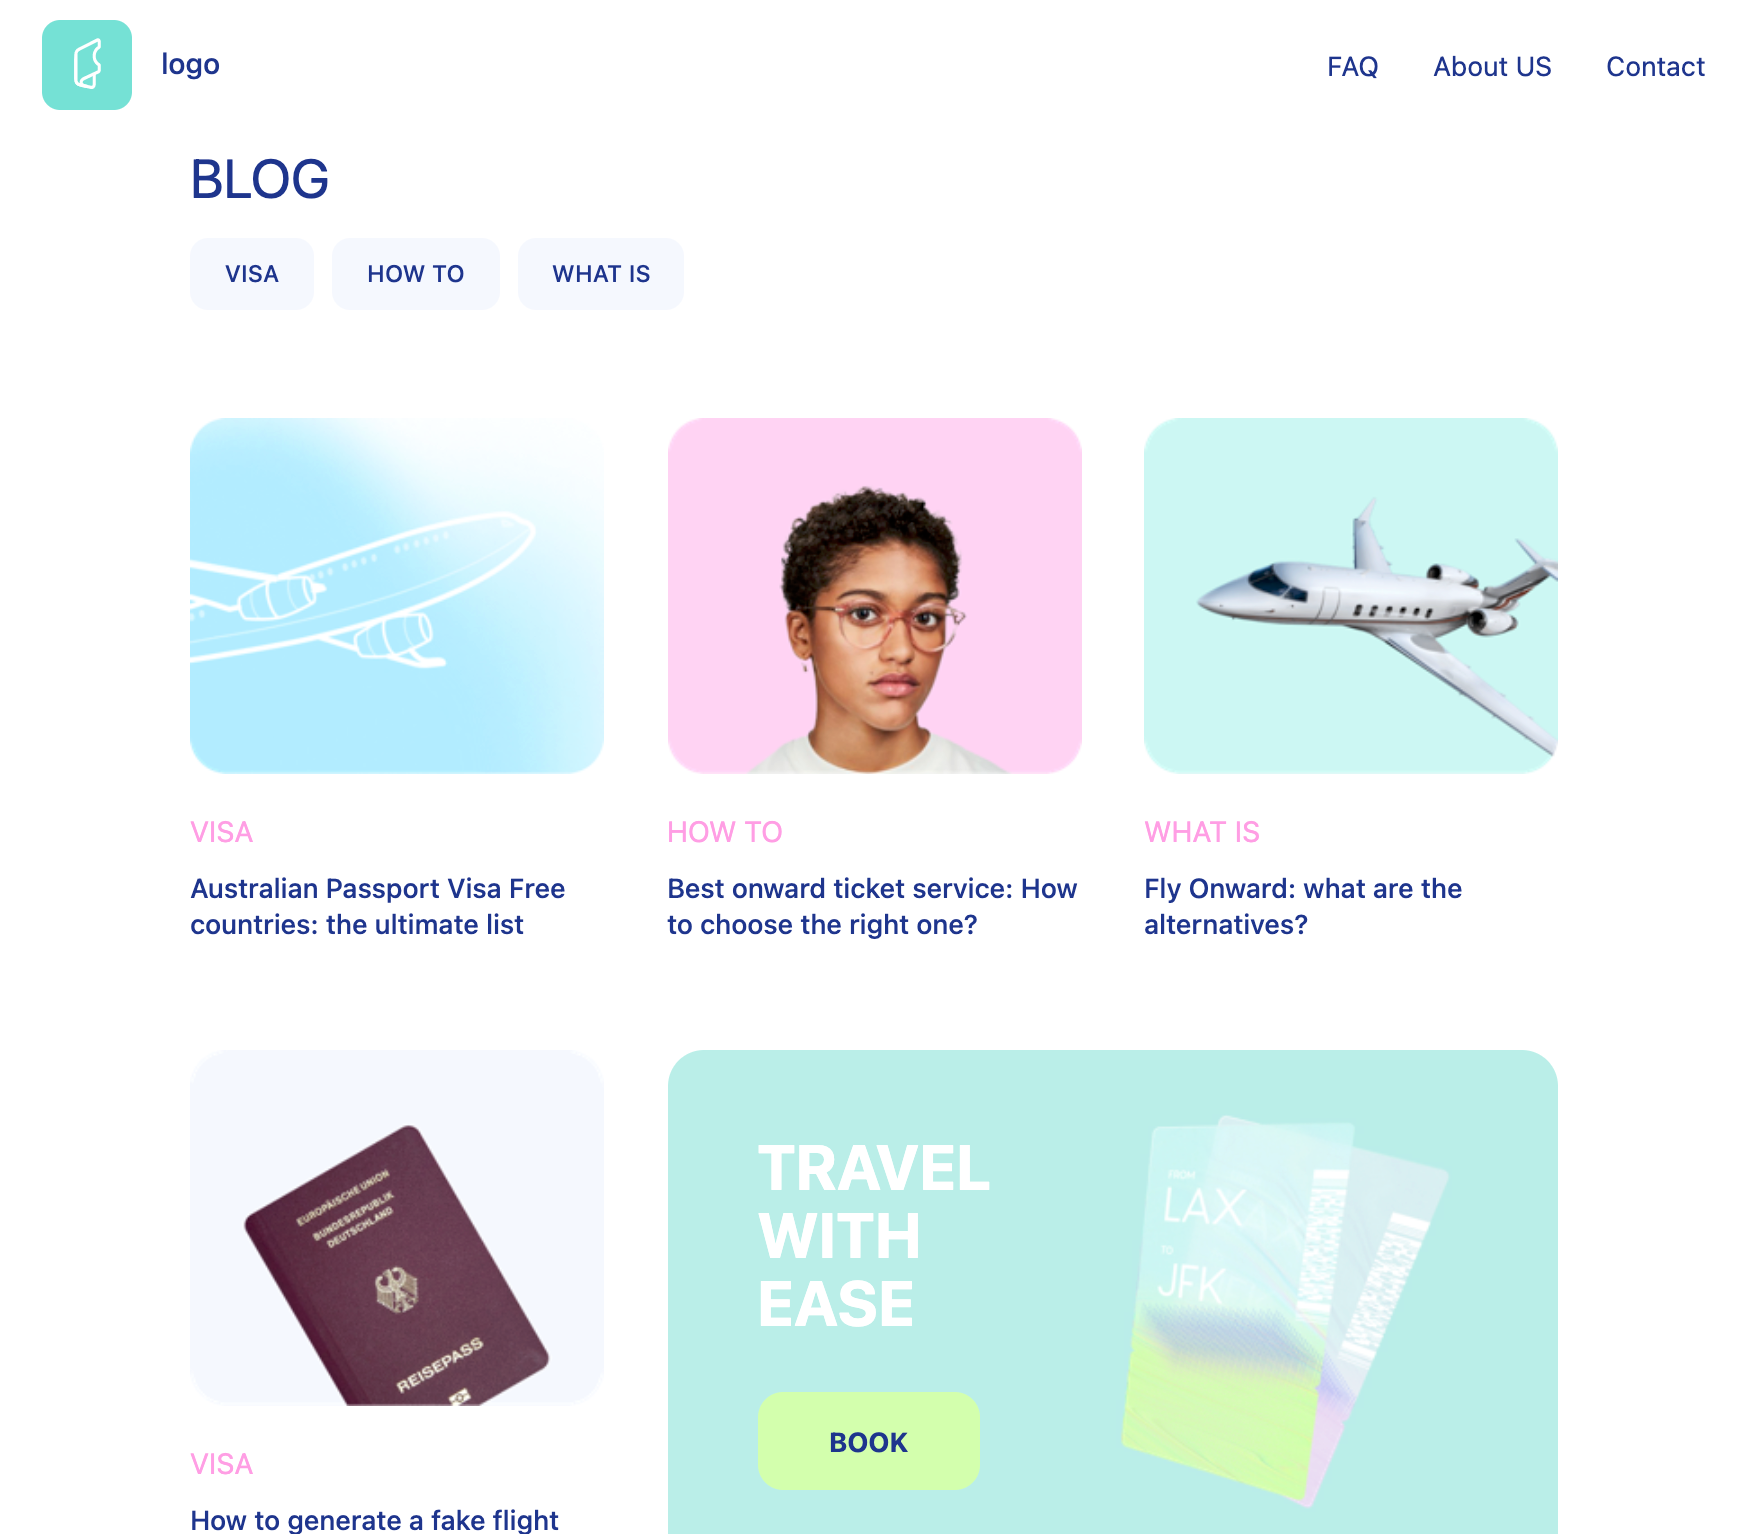 logo
FAQ
About US
Contact
BLOG
VISA
HOW TO
WHAT IS
VISA
Australian Passport Visa Free
countries: the ultimate list
HOW TO
Best onward ticket service: How
to choose the right one?
WHAT IS
Fly Onward: what are the
alternatives?
EUROPÄISCHE UNION
BUNDESREPUBLIK
DEUTSCHLAND
REISEPASS
VISA
How to generate a fake flight
TRAVEL
WITH
EASE
BOOK
FROM
LAX
TO
JFK